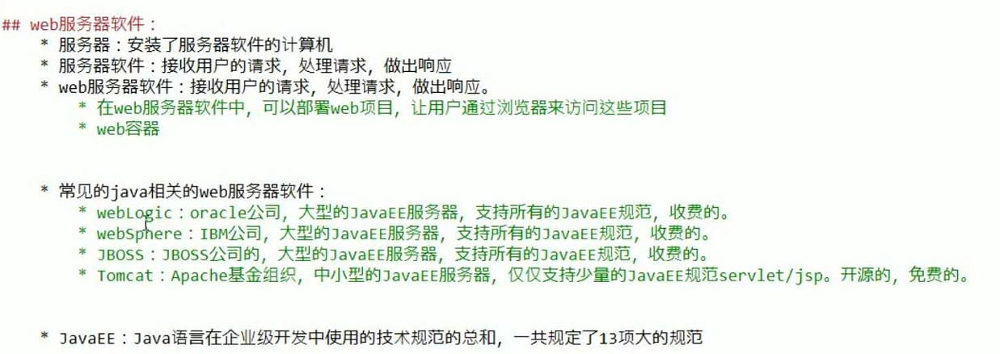 ## web服务器软件：
* 服务器：安装了服务器软件的计算机
* 服务器软件：接收用户的请求，处理请求，做出响应
* web服务器软件：接收用户的请求，处理请求，做出响应。
* 在web服务器软件中，可以部署web项目，让用户通过浏览器来访问这些项目
* web容器
* 常见的java相关的web服务器软件：
* webLogic：oracle公司，大型的JavaEE服务器，支持所有的JavaEE规范，收费的。
* webSphere：IBM公司，大型的JavaEE服务器，支持所有的JavaEE规范，收费的。
* JBOSS：JBOSS公司的，大型的JavaEE服务器，支持所有的JavaEE规范，收费的。
* Tomcat：Apache基金组织，中小型的JavaEE服务器，仅仅支持少量的JavaEE规范servlet/jsp。开源的，免费的。
* JavaEE：Java语言在企业级开发中使用的技术规范的总和，一共规定了13项大的规范